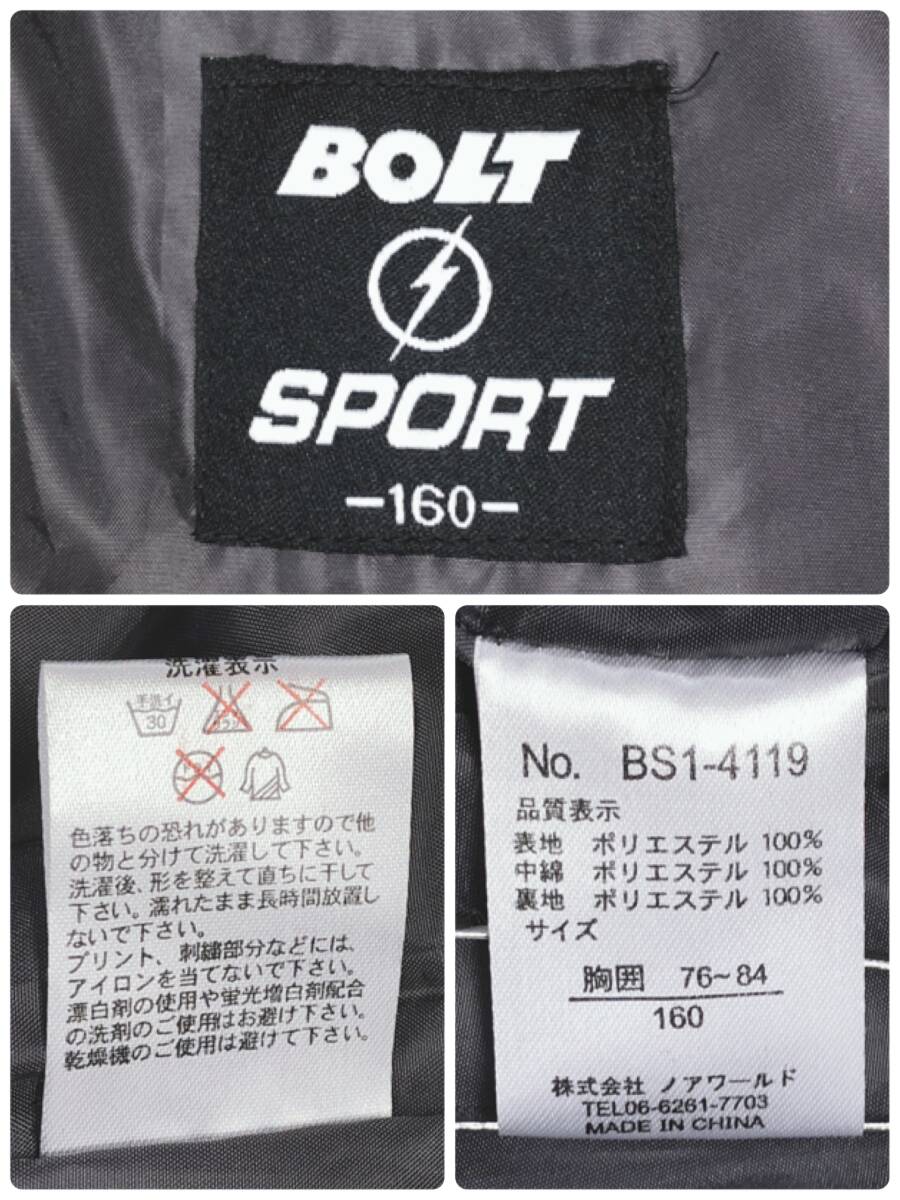 BOLT
SPORT
-160-
洗濯表示
手洗イ
30
色落ちの恐れがありますので他
の物と分けて洗濯して下さい。
洗濯後、形を整えて直ちに干して
下さい。濡れたまま長時間放置し
ないで下さい。
プリント、刺繍部分などには、
アイロンを当てないで下さい。
漂白剤の使用や蛍光増白剤配合
の洗剤のご使用はお避け下さい。
乾燥機のご使用は避けて下さい。
No. BS1-4119
品質表示
表地 ポリエステル 100%
中綿 ポリエステル 100%
裏地 ポリエステル 100%
サイズ
胸囲 76~84
160
株式会社 ノアワールド
TEL06-6261-7703
MADE IN CHINA